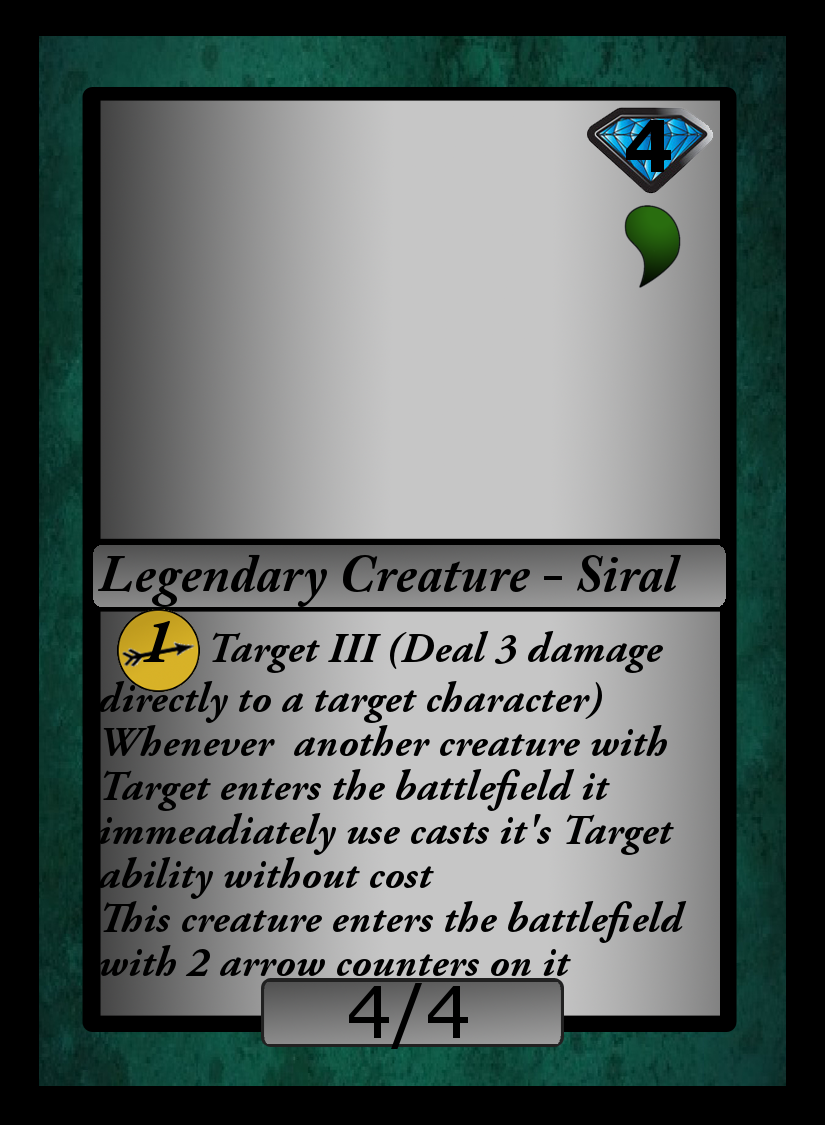 4
Legendary Creature - Siral
1 Target III (Deal 3 damage
directly to a target character)
Whenever another creature with
Target enters the battlefield it
immeadiately use casts it's Target
ability without cost
This creature enters the battlefield
with 2 arrow counters on it
4/4